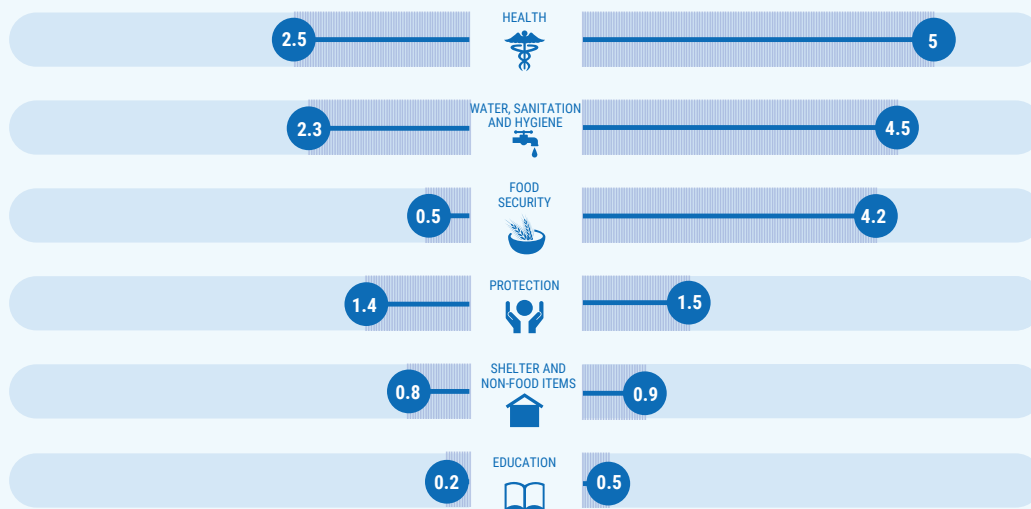 HEALTH
2.5
5
WATER, SANITATION
AND HYGIENE
2.3
4.5
FOOD
SECURITY
0.5
4.2
PROTECTION
1.4
1.5
SHELTER AND
NON-FOOD ITEMS
0.8
0.9
EDUCATION
0.2
0.5